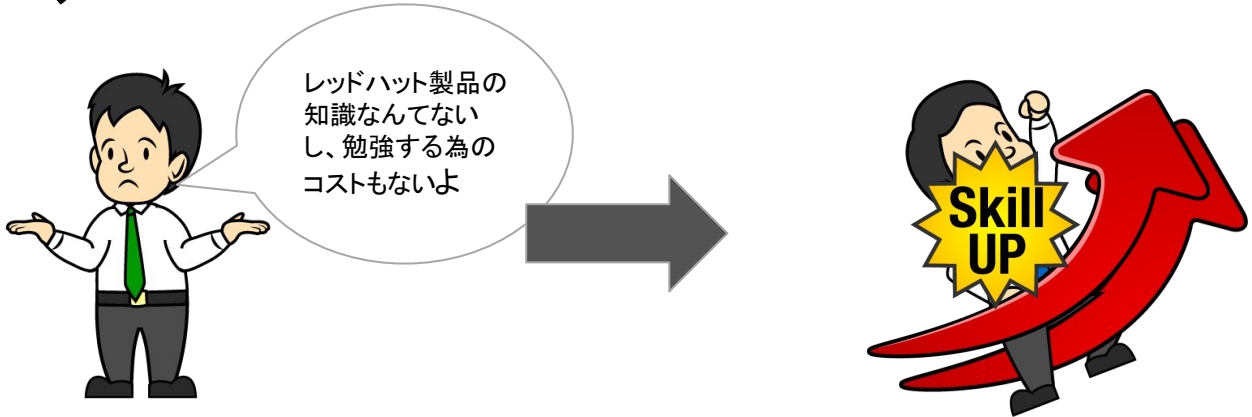 レッドハット製品の
知識なんてない
し、勉強する為の
コストもないよ
Skill
UP